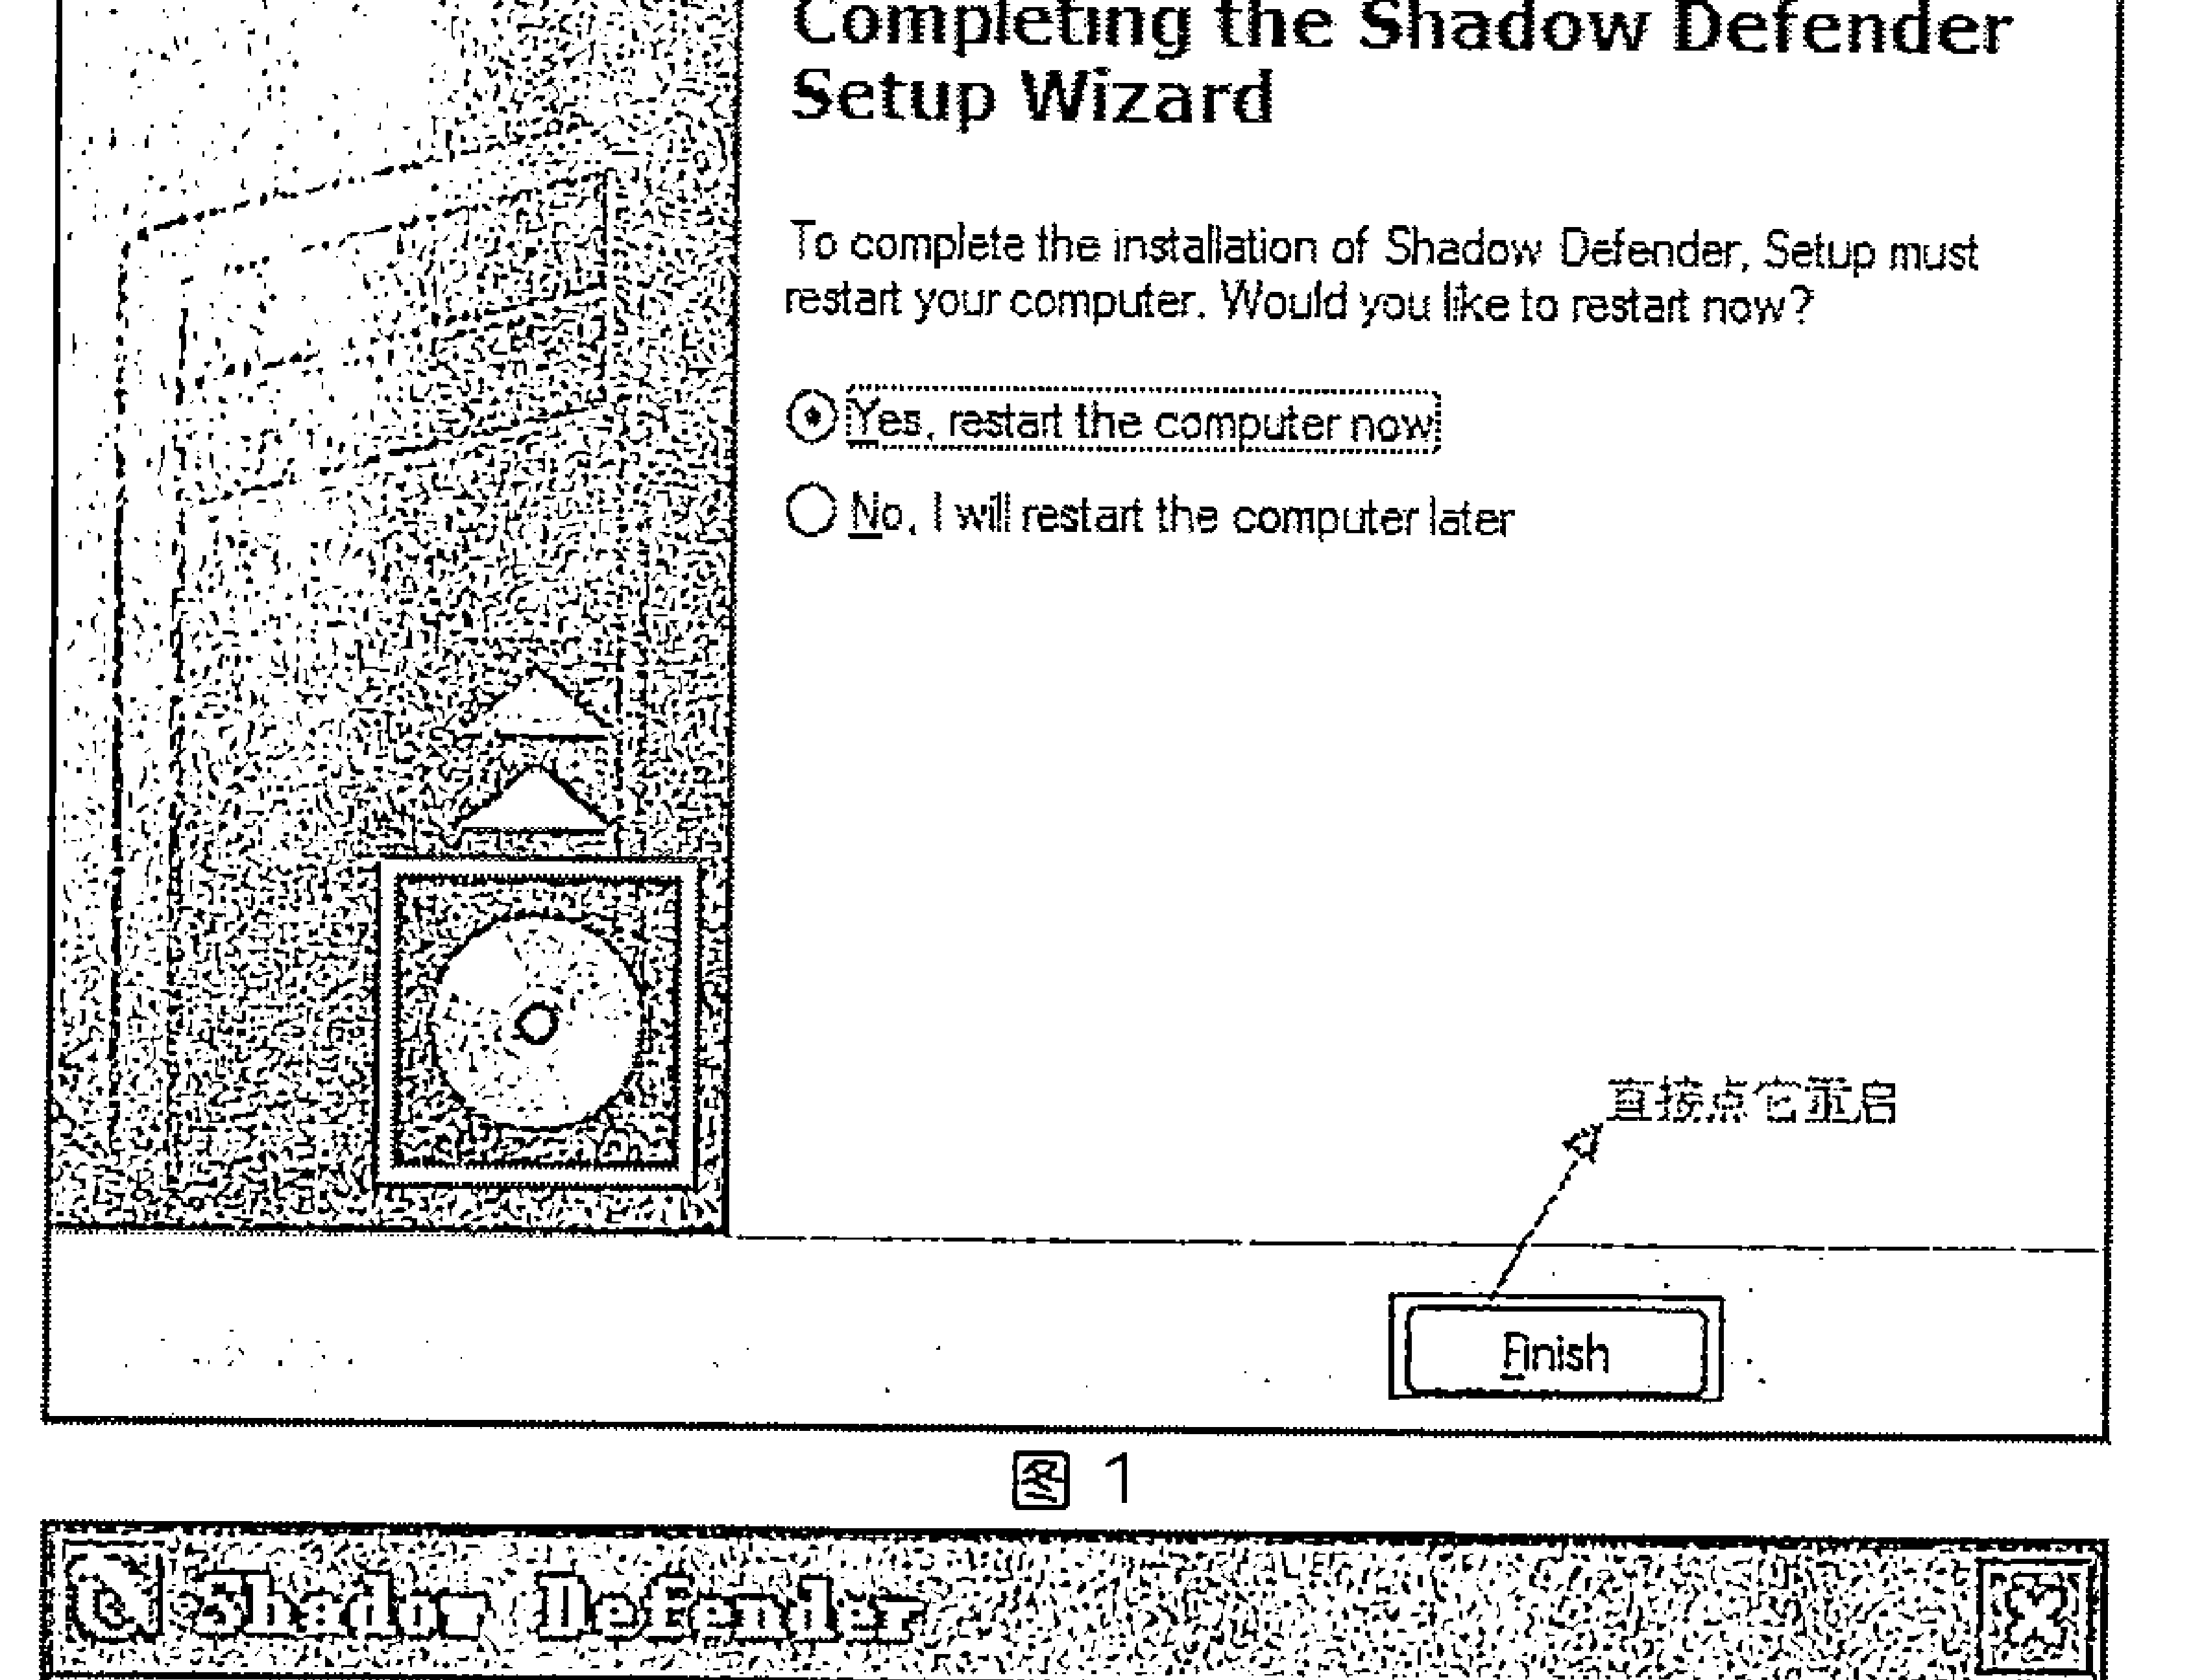 Completing the Shadow Defender
Setup Wizard
To complete the installation of Shadow Defender, Setup must
restart your computer. Would you like to restart now?
Yes, restart the computer now
No, I will restart the computer later
直接点它重启
Finish
图 1
Shadow Defender